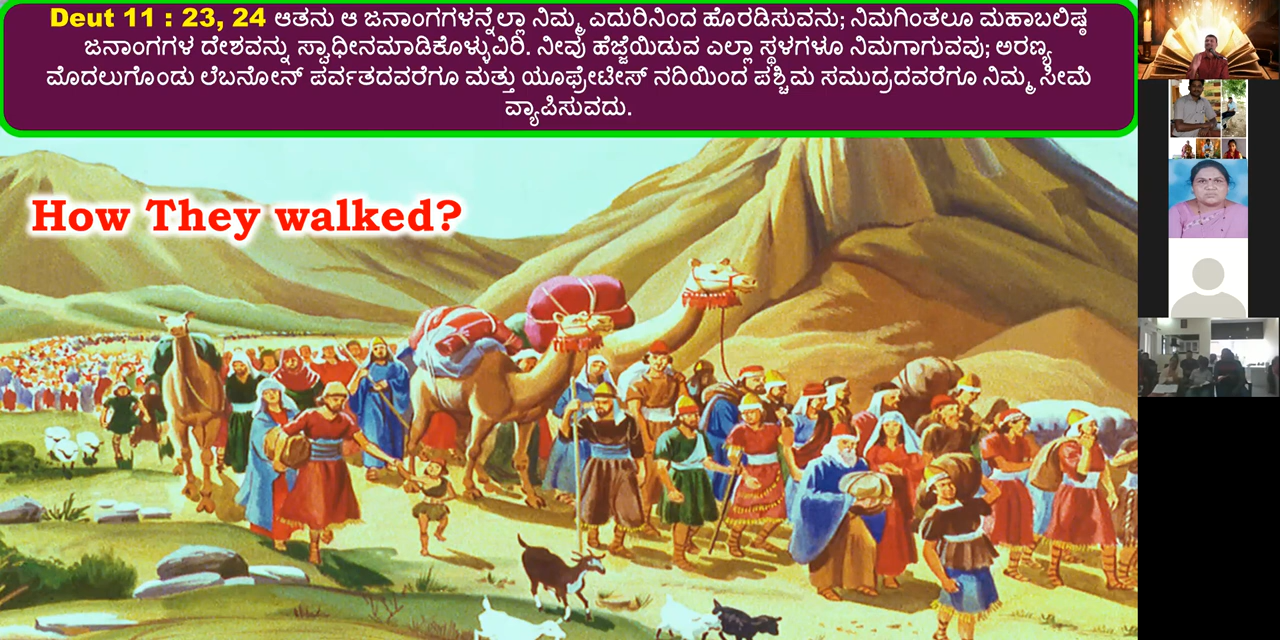 Deut 11 : 23, 24 ಆತನು ಆ ಜನಾಂಗಗಳನ್ನೆಲ್ಲಾ ನಿಮ್ಮ ಎದುರಿನಿಂದ ಹೊರಡಿಸುವನು; ನಿಮಗಿಂತಲೂ ಮಹಾಬಲಿಷ್ಠ
ಜನಾಂಗಗಳ ದೇಶವನ್ನು ಸ್ವಾಧೀನಮಾಡಿಕೊಳ್ಳುವಿರಿ. ನೀವು ಹೆಜ್ಜೆಯಿಡುವ ಎಲ್ಲಾ ಸ್ಥಳಗಳೂ ನಿಮಗಾಗುವವು; ಅರಣ್ಯ
ಮೊದಲುಗೊಂಡು ಲೆಬನೋನ್ ಪರ್ವತದವರೆಗೂ ಮತ್ತು ಯೂಫ್ರೇಟೀಸ್ ನದಿಯಿಂದ ಪಶ್ಚಿಮ ಸಮುದ್ರದವರೆಗೂ ನಿಮ್ಮ ಸೀಮೆ
ವ್ಯಾಪಿಸುವದು.
How They walked?